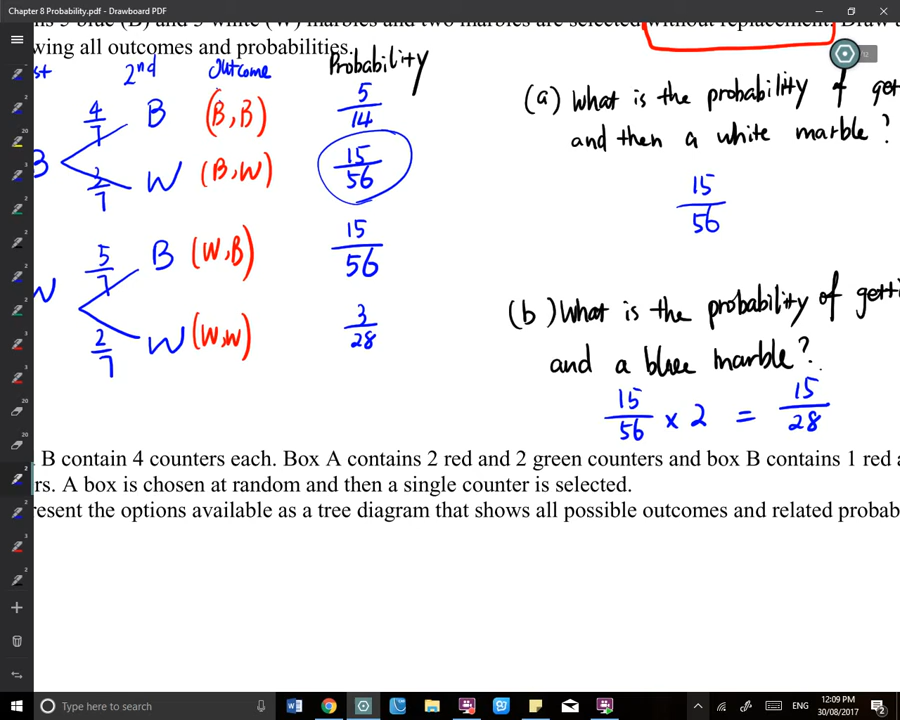 Chapter 8 Probability.pdf - Drawboard PDF
wing all outcomes and probabilities.
without replacement.
st 2nd Outcome Probability
B
4/7 B (B,B) 5/14
2/7 W (B,W) 15/56
W
5/7 B (W,B) 15/56
2/7 W (W,W) 3/28
(a) What is the probability of get
and then a white marble?
15/56
(b) What is the probability of getti
and a blue marble?
15/56 × 2 = 15/28
B contain 4 counters each. Box A contains 2 red and 2 green counters and box B contains 1 red a
rs. A box is chosen at random and then a single counter is selected.
resent the options available as a tree diagram that shows all possible outcomes and related probab
Type here to search
ENG
12:09 PM
30/08/2017